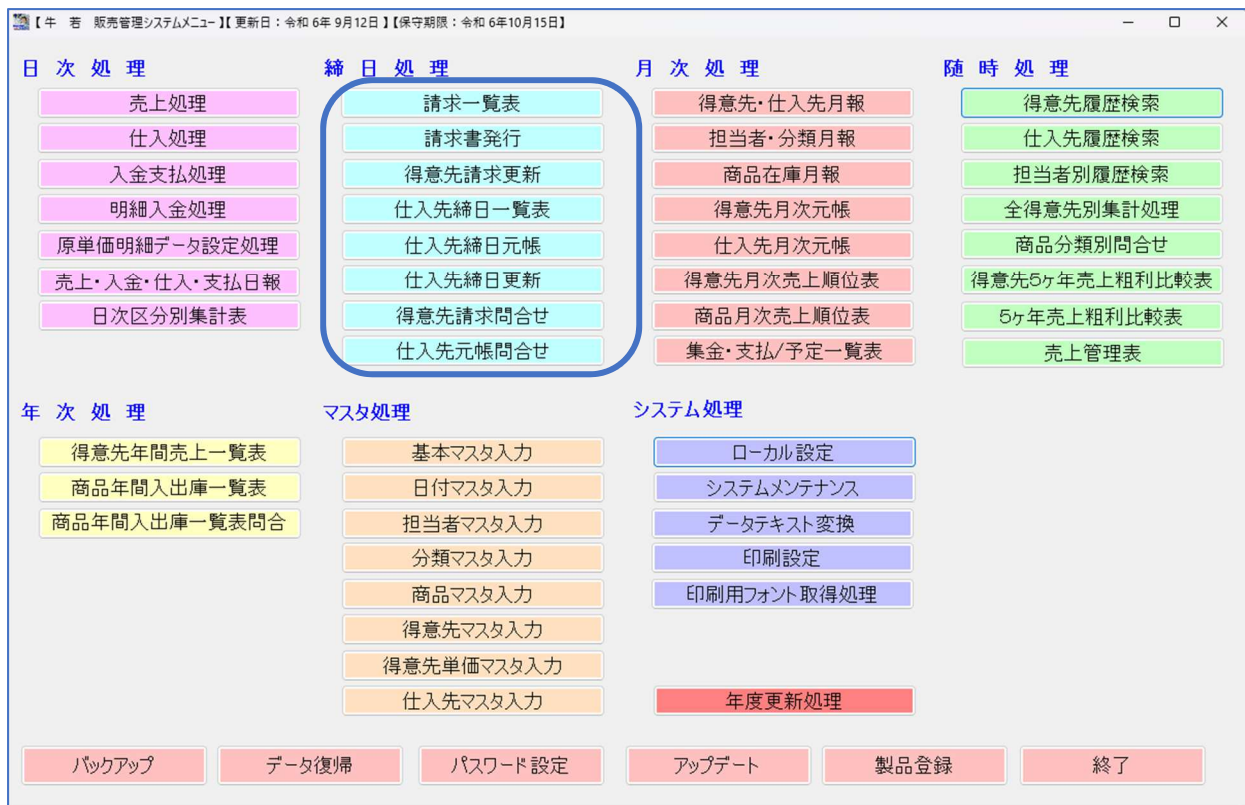 【 牛　若　販売管理システムメニュー 】【 更新日：令和 6年 9月12日 】【保守期限：令和 6年10月15日】
日　次　処　理
売上処理
仕入処理
入金支払処理
明細入金処理
原単価明細データ設定処理
売上・入金・仕入・支払日報
日次区分別集計表
締　日　処　理
請求一覧表
請求書発行
得意先請求更新
仕入先締日一覧表
仕入先締日元帳
仕入先締日更新
得意先請求問合せ
仕入先元帳問合せ
月　次　処　理
得意先・仕入先月報
担当者・分類月報
商品在庫月報
得意先月次元帳
仕入先月次元帳
得意先月次売上順位表
商品月次売上順位表
集金・支払/予定一覧表
随　時　処　理
得意先履歴検索
仕入先履歴検索
担当者別履歴検索
全得意先別集計処理
商品分類別問合せ
得意先5ヶ年売上粗利比較表
5ヶ年売上粗利比較表
売上管理表
年　次　処　理
得意先年間売上一覧表
商品年間入出庫一覧表
商品年間入出庫一覧表問合
マスタ処理
基本マスタ入力
日付マスタ入力
担当者マスタ入力
分類マスタ入力
商品マスタ入力
得意先マスタ入力
得意先単価マスタ入力
仕入先マスタ入力
システム処理
ローカル設定
システムメンテナンス
データテキスト変換
印刷設定
印刷用フォント取得処理
年度更新処理
バックアップ
データ復帰
パスワード設定
アップデート
製品登録
終了